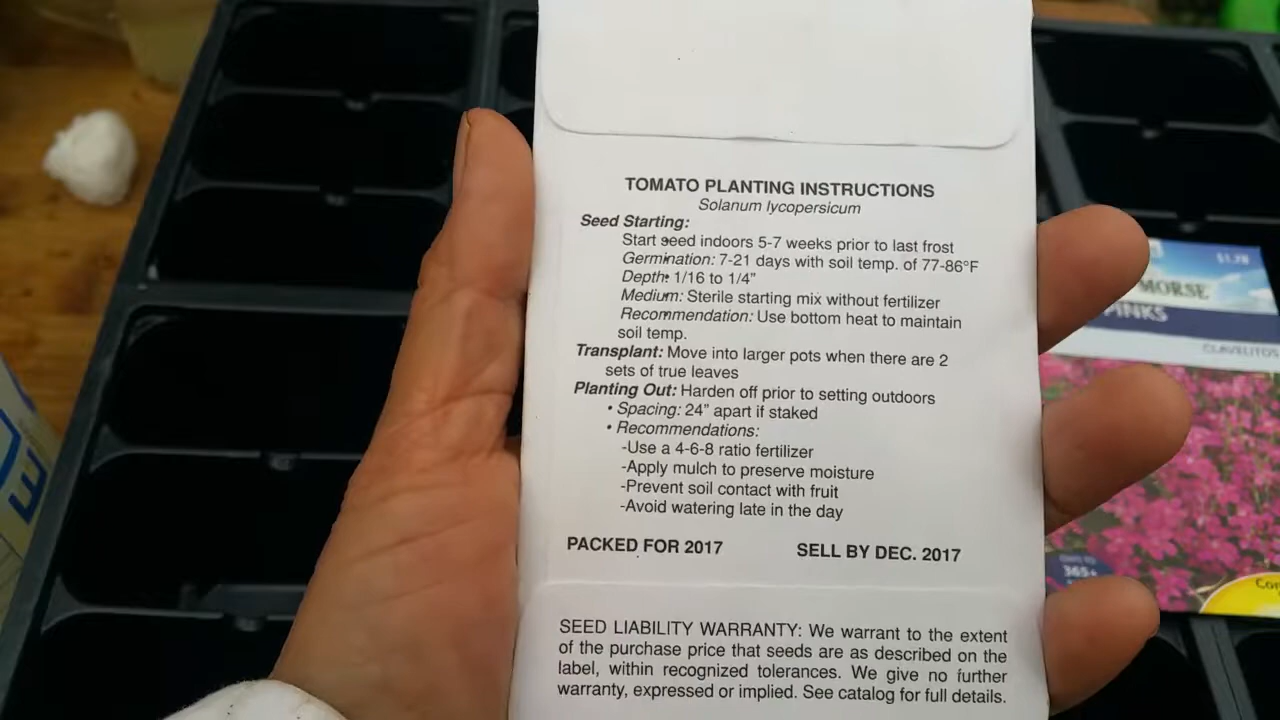 TOMATO PLANTING INSTRUCTIONS
Solanum lycopersicum
Seed Starting:
Start seed indoors 5-7 weeks prior to last frost
Germination: 7-21 days with soil temp. of 77-86°F
Depth: 1/16 to 1/4"
Medium: Sterile starting mix without fertilizer
Recommendation: Use bottom heat to maintain
soil temp.
Transplant: Move into larger pots when there are 2
sets of true leaves
Planting Out: Harden off prior to setting outdoors
• Spacing: 24" apart if staked
• Recommendations:
-Use a 4-6-8 ratio fertilizer
-Apply mulch to preserve moisture
-Prevent soil contact with fruit
-Avoid watering late in the day
PACKED FOR 2017 SELL BY DEC. 2017
SEED LIABILITY WARRANTY: We warrant to the extent
of the purchase price that seeds are as described on the
label, within recognized tolerances. We give no further
warranty, expressed or implied. See catalog for full details.
$1.79
MORSE
PINKS
CLAVELITOS
365+